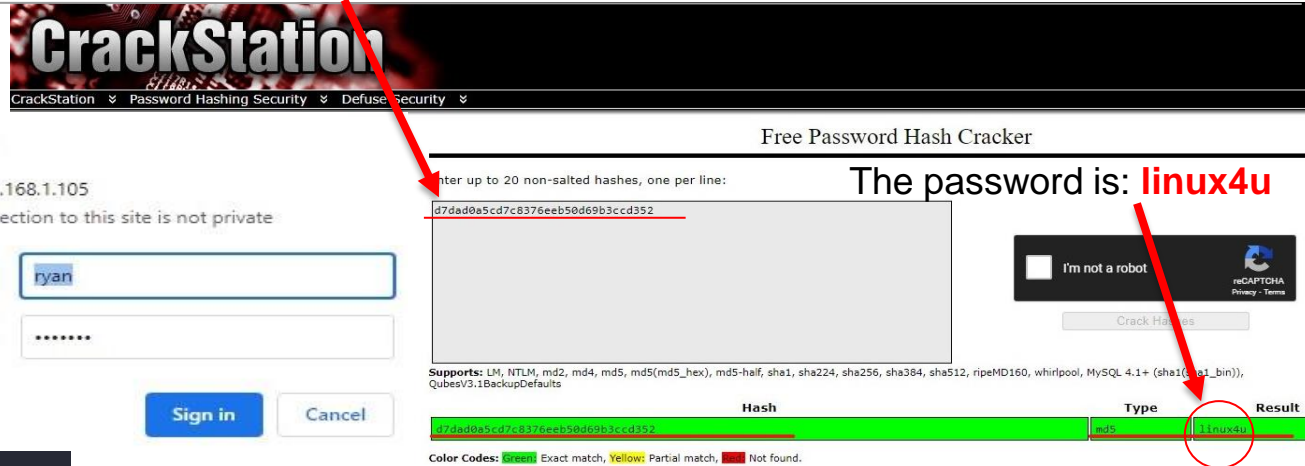 CrackStation
CrackStation ¥ Password Hashing Security ¥ Defuse Security ¥
Free Password Hash Cracker
.168.1.105
ection to this site is not private
ryan
•••••••
Sign in
Cancel
nter up to 20 non-salted hashes, one per line:
The password is: linux4u
d7dad0a5cd7c8376eeb50d69b3ccd352
I'm not a robot
reCAPTCHA
Privacy - Terms
Crack Hashes
Supports: LM, NTLM, md2, md4, md5, md5(md5_hex), md5-half, sha1, sha224, sha256, sha384, sha512, ripeMD160, whirlpool, MySQL 4.1+ (sha1(sha1_bin)),
QubesV3.1BackupDefaults
Hash Type Result
d7dad0a5cd7c8376eeb50d69b3ccd352 md5 linux4u
Color Codes: Green: Exact match, Yellow: Partial match, Red: Not found.